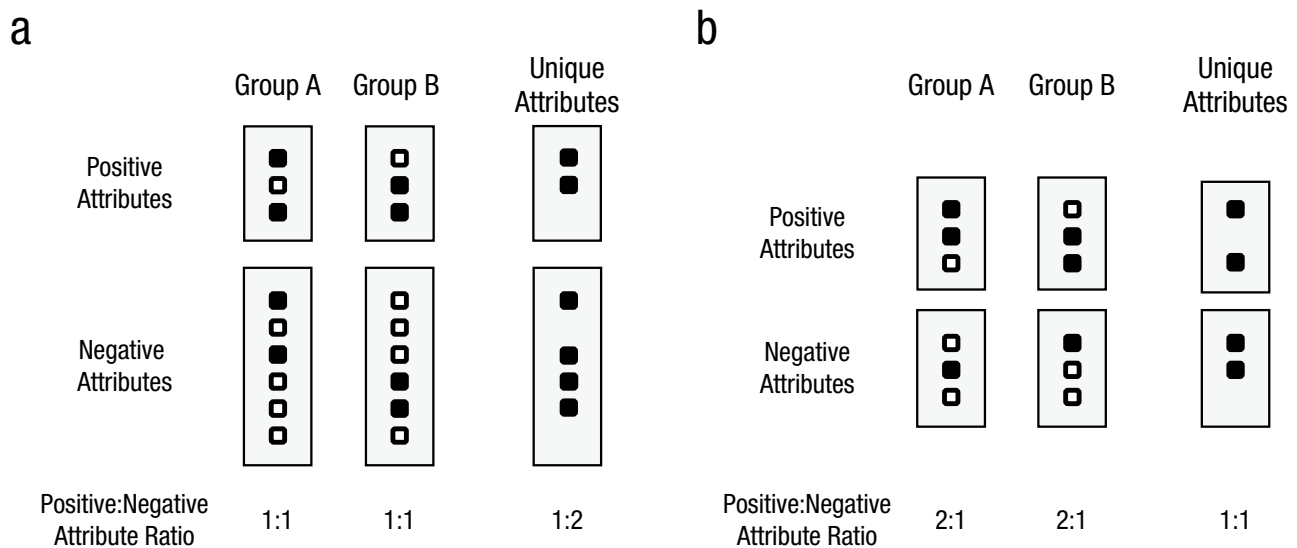 a
Group A Group B Unique
Attributes
Positive
Attributes
Negative
Attributes
Positive:Negative
Attribute Ratio
1:1 1:1 1:2
b
Group A Group B Unique
Attributes
Positive
Attributes
Negative
Attributes
Positive:Negative
Attribute Ratio
2:1 2:1 1:1